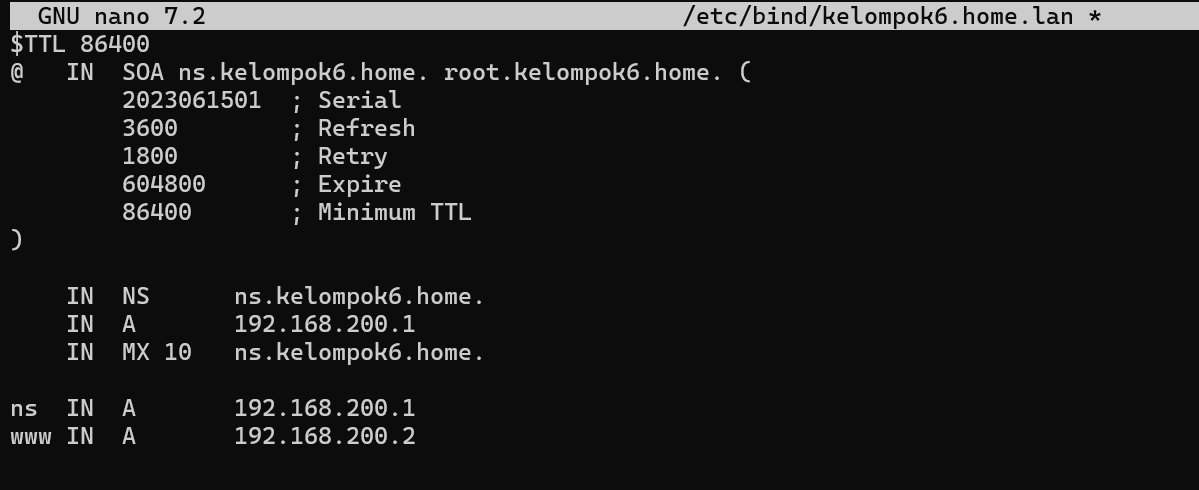 GNU nano 7.2 /etc/bind/kelompok6.home.lan *
$TTL 86400
@ IN SOA ns.kelompok6.home. root.kelompok6.home. (
2023061501 ; Serial
3600 ; Refresh
1800 ; Retry
604800 ; Expire
86400 ; Minimum TTL
)
IN NS ns.kelompok6.home.
IN A 192.168.200.1
IN MX 10 ns.kelompok6.home.
ns IN A 192.168.200.1
www IN A 192.168.200.2